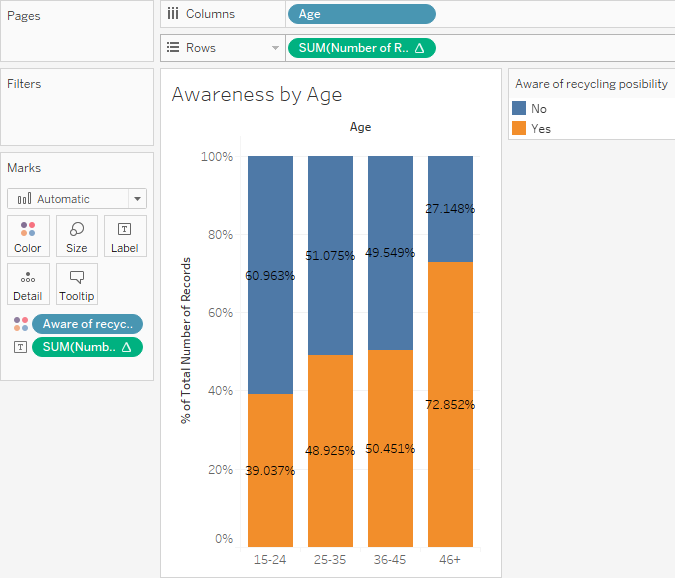 Pages
Columns
Age
Rows
SUM(Number of R..
Filters
Marks
Automatic
Color
Size
Label
Detail
Tooltip
Aware of recyc..
SUM(Numb..
Awareness by Age
Age
% of Total Number of Records
100%
80%
60%
40%
20%
0%
60.963%
51.075%
49.549%
27.148%
39.037%
48.925%
50.451%
72.852%
15-24
25-35
36-45
46+
Aware of recycling posibility
No
Yes